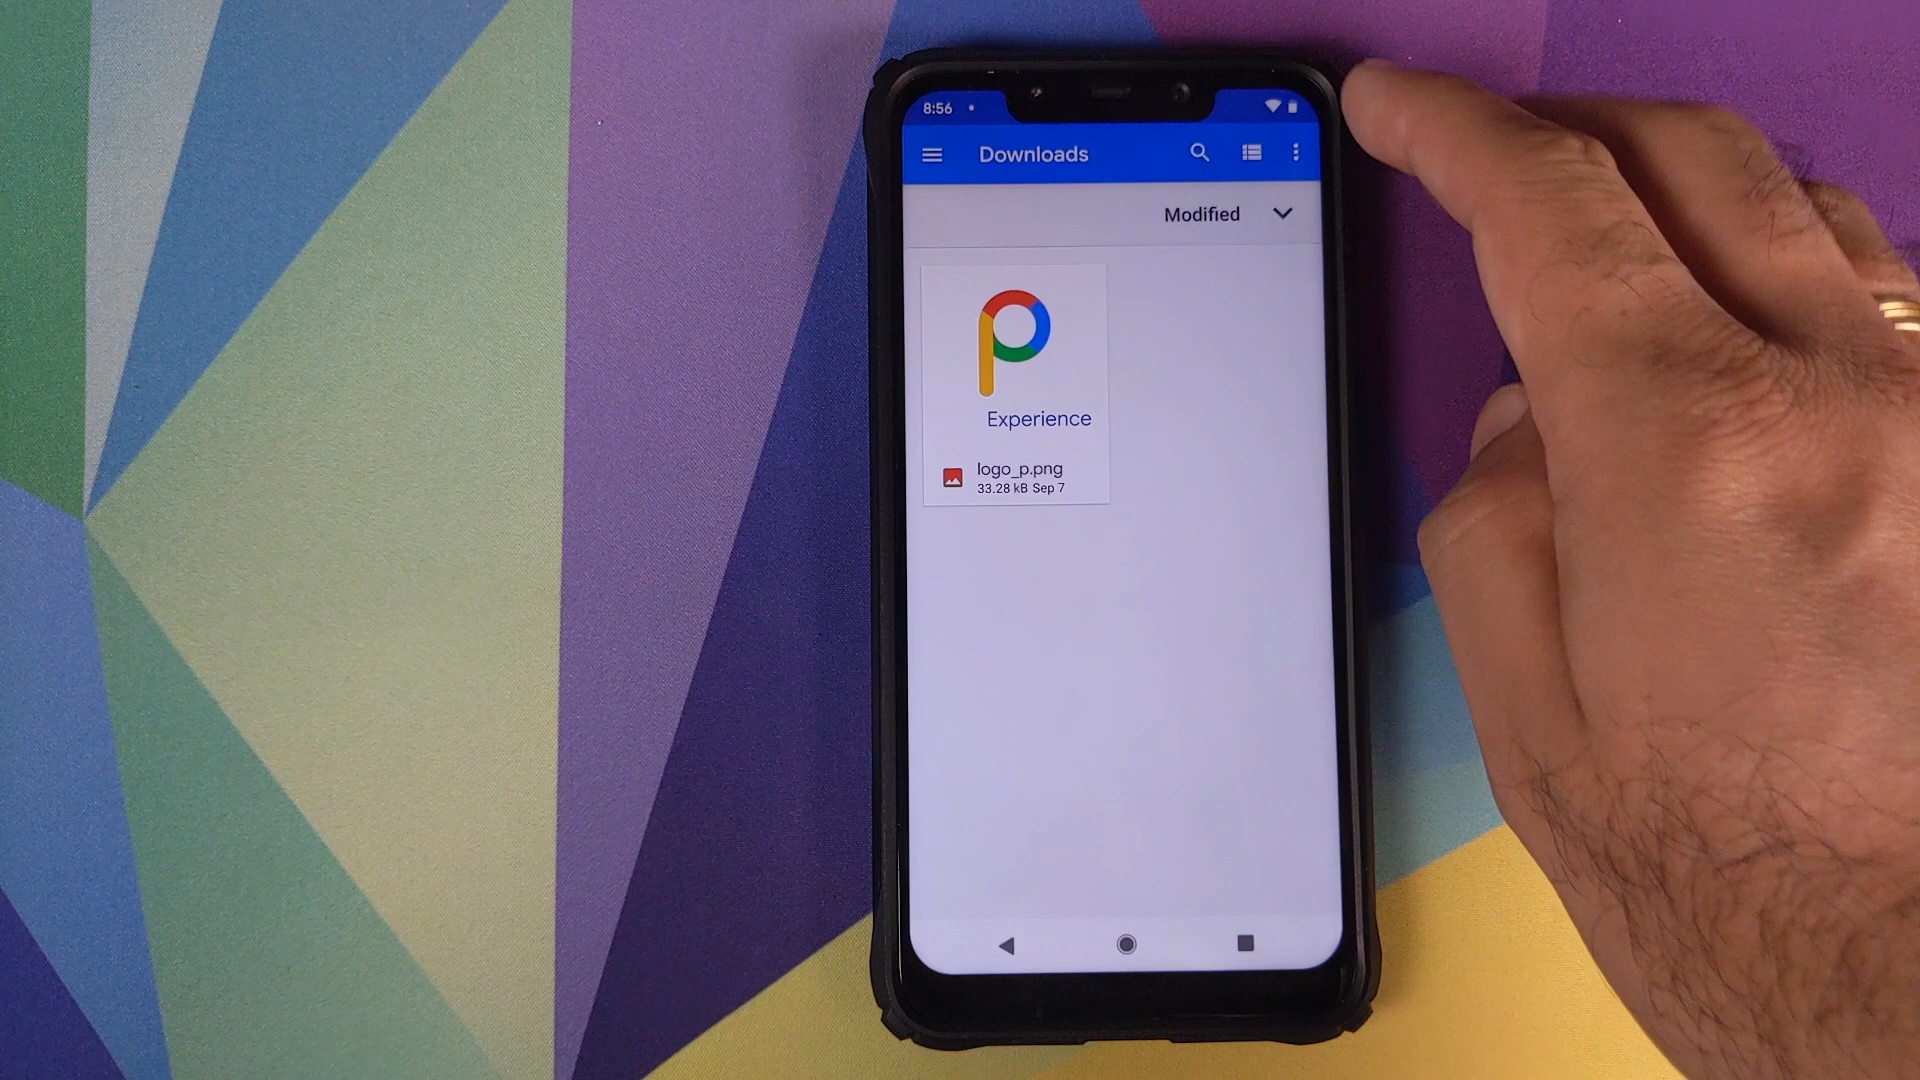 8:56
Downloads
Modified
Experience
logo_p.png
33.28 kB Sep 7